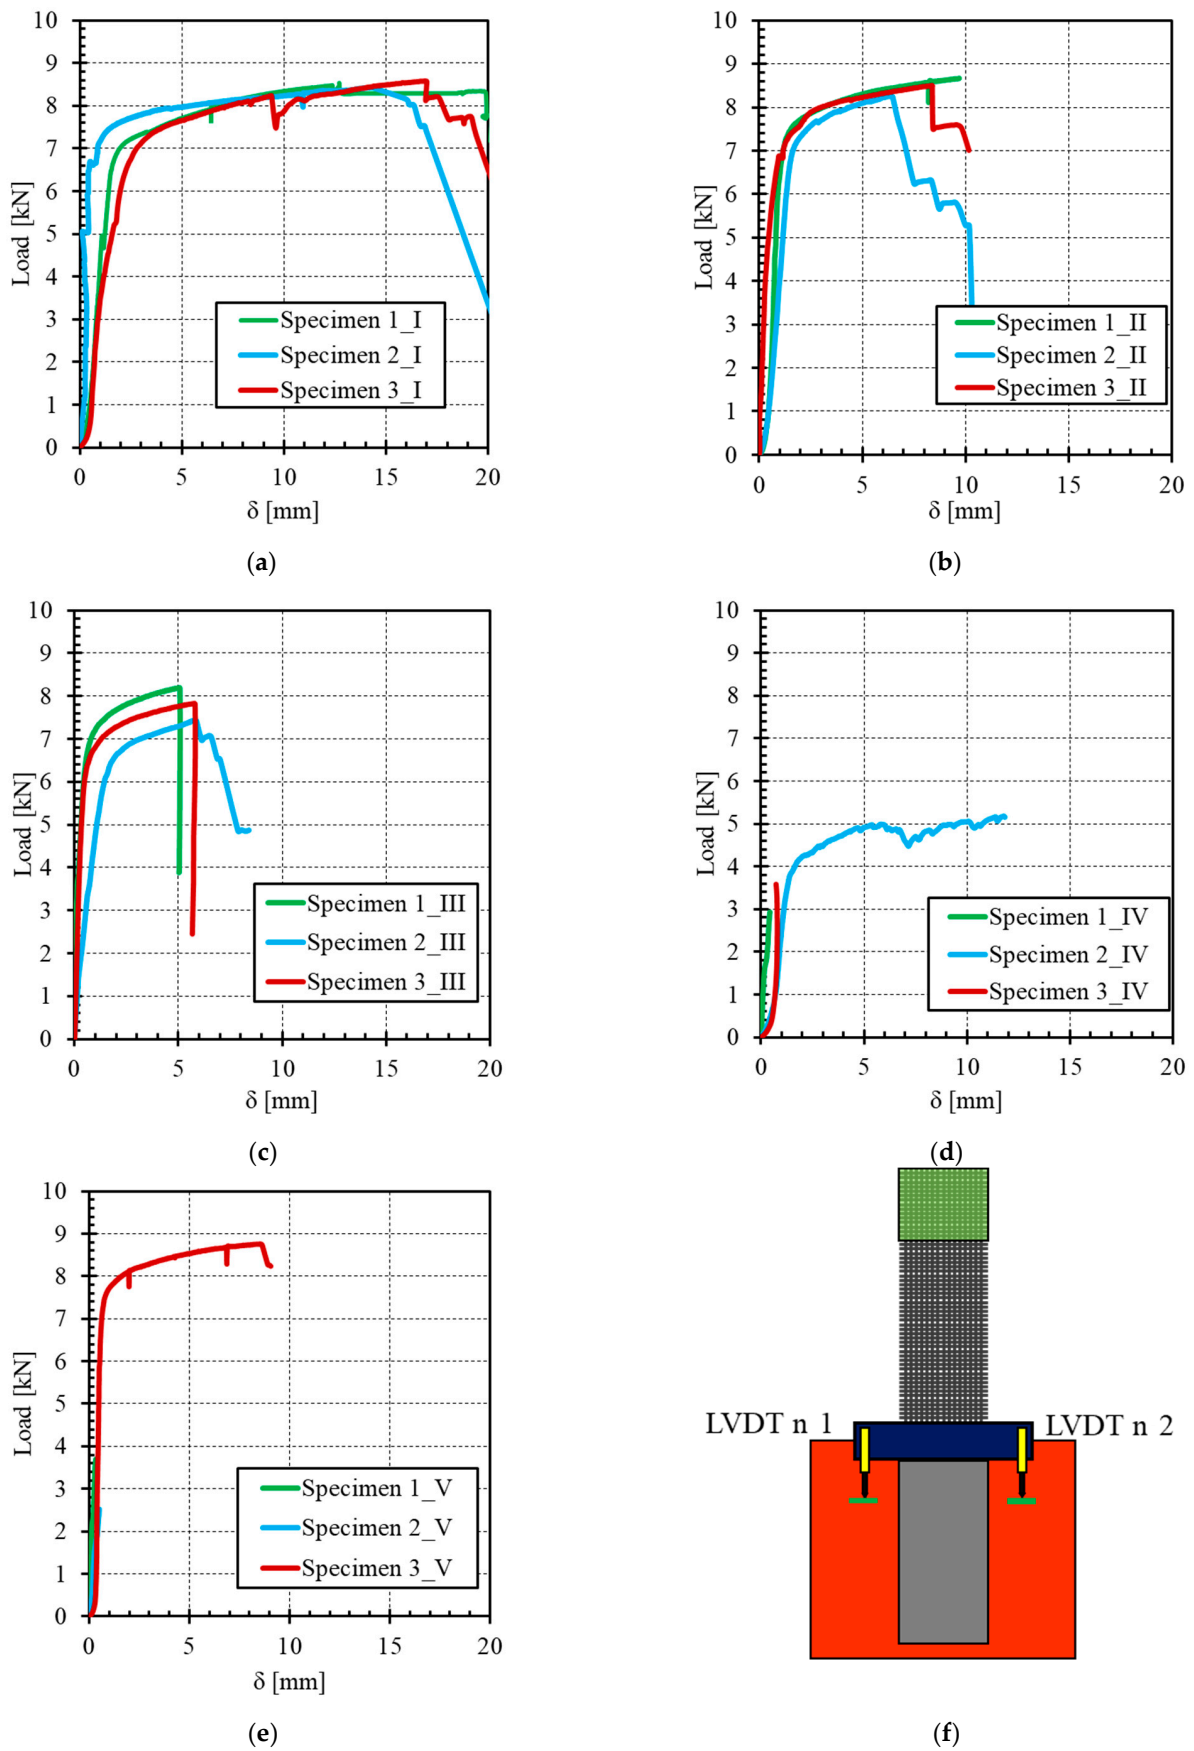 10
9
8
7
6
5
4
3
2
1
0
Load [kN]
Specimen 1_I
Specimen 2_I
Specimen 3_I
0 5 10 15 20
δ [mm]
(a)
10
9
8
7
6
5
4
3
2
1
0
Load [kN]
Specimen 1_II
Specimen 2_II
Specimen 3_II
0 5 10 15 20
δ [mm]
(b)
10
9
8
7
6
5
4
3
2
1
0
Load [kN]
Specimen 1_III
Specimen 2_III
Specimen 3_III
0 5 10 15 20
δ [mm]
(c)
10
9
8
7
6
5
4
3
2
1
0
Load [kN]
Specimen 1_IV
Specimen 2_IV
Specimen 3_IV
0 5 10 15 20
δ [mm]
(d)
10
9
8
7
6
5
4
3
2
1
0
Load [kN]
Specimen 1_V
Specimen 2_V
Specimen 3_V
0 5 10 15 20
δ [mm]
(e)
LVDT n 1
LVDT n 2
(f)